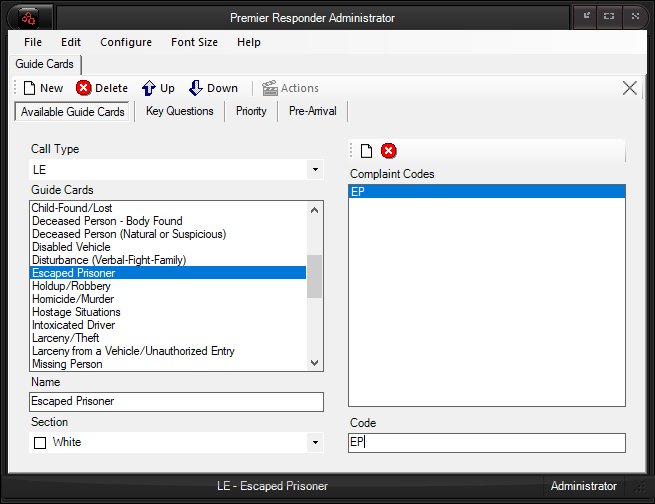 Premier Responder Administrator
File Edit Configure Font Size Help
Guide Cards
New Delete Up Down Actions
Available Guide Cards Key Questions Priority Pre-Arrival
Call Type
LE
Guide Cards
Child-Found/Lost
Deceased Person - Body Found
Deceased Person (Natural or Suspicious)
Disabled Vehicle
Disturbance (Verbal-Fight-Family)
Escaped Prisoner
Holdup/Robbery
Homicide/Murder
Hostage Situations
Intoxicated Driver
Larceny/Theft
Larceny from a Vehicle/Unauthorized Entry
Missing Person
Name
Escaped Prisoner
Section
White
Complaint Codes
EP
Code
EP
LE - Escaped Prisoner
Administrator